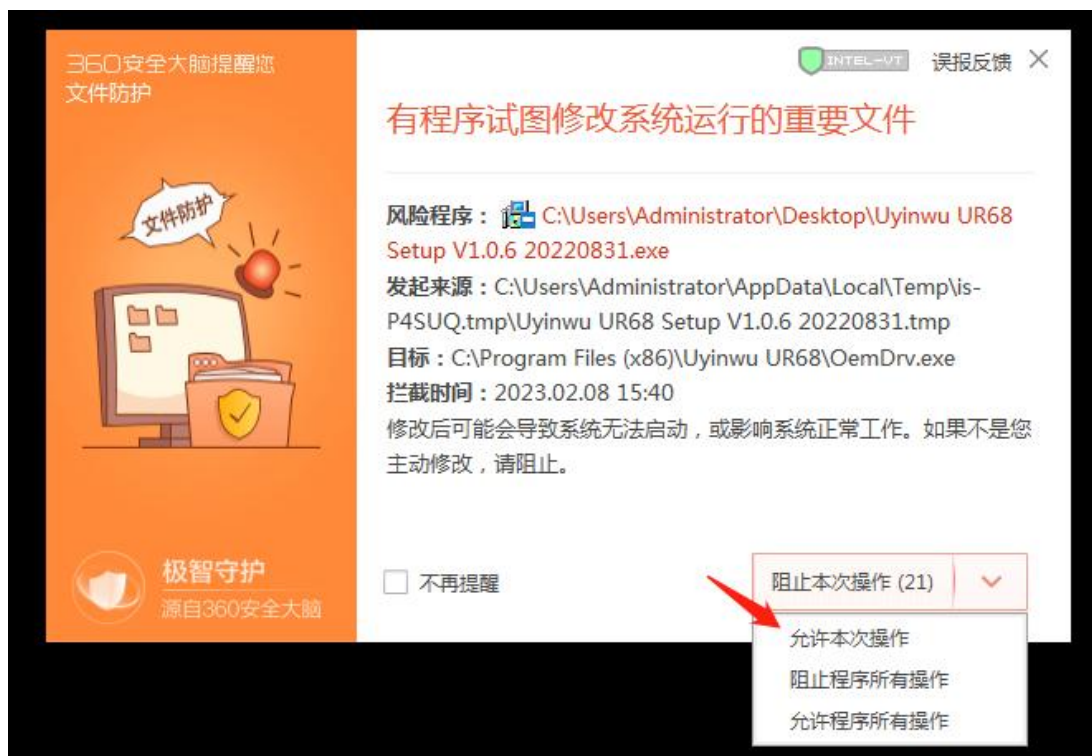 360安全大脑提醒您
文件防护
INTEL-VT 误报反馈
有程序试图修改系统运行的重要文件
文件防护
风险程序： C:\Users\Administrator\Desktop\Uyinwu UR68
Setup V1.0.6 20220831.exe
发起来源：C:\Users\Administrator\AppData\Local\Temp\is-
P4SUQ.tmp\Uyinwu UR68 Setup V1.0.6 20220831.tmp
目标：C:\Program Files (x86)\Uyinwu UR68\OemDrv.exe
拦截时间：2023.02.08 15:40
修改后可能会导致系统无法启动，或影响系统正常工作。如果不是您
主动修改，请阻止。
极智守护
源自360安全大脑
不再提醒
阻止本次操作 (21)
允许本次操作
阻止程序所有操作
允许程序所有操作